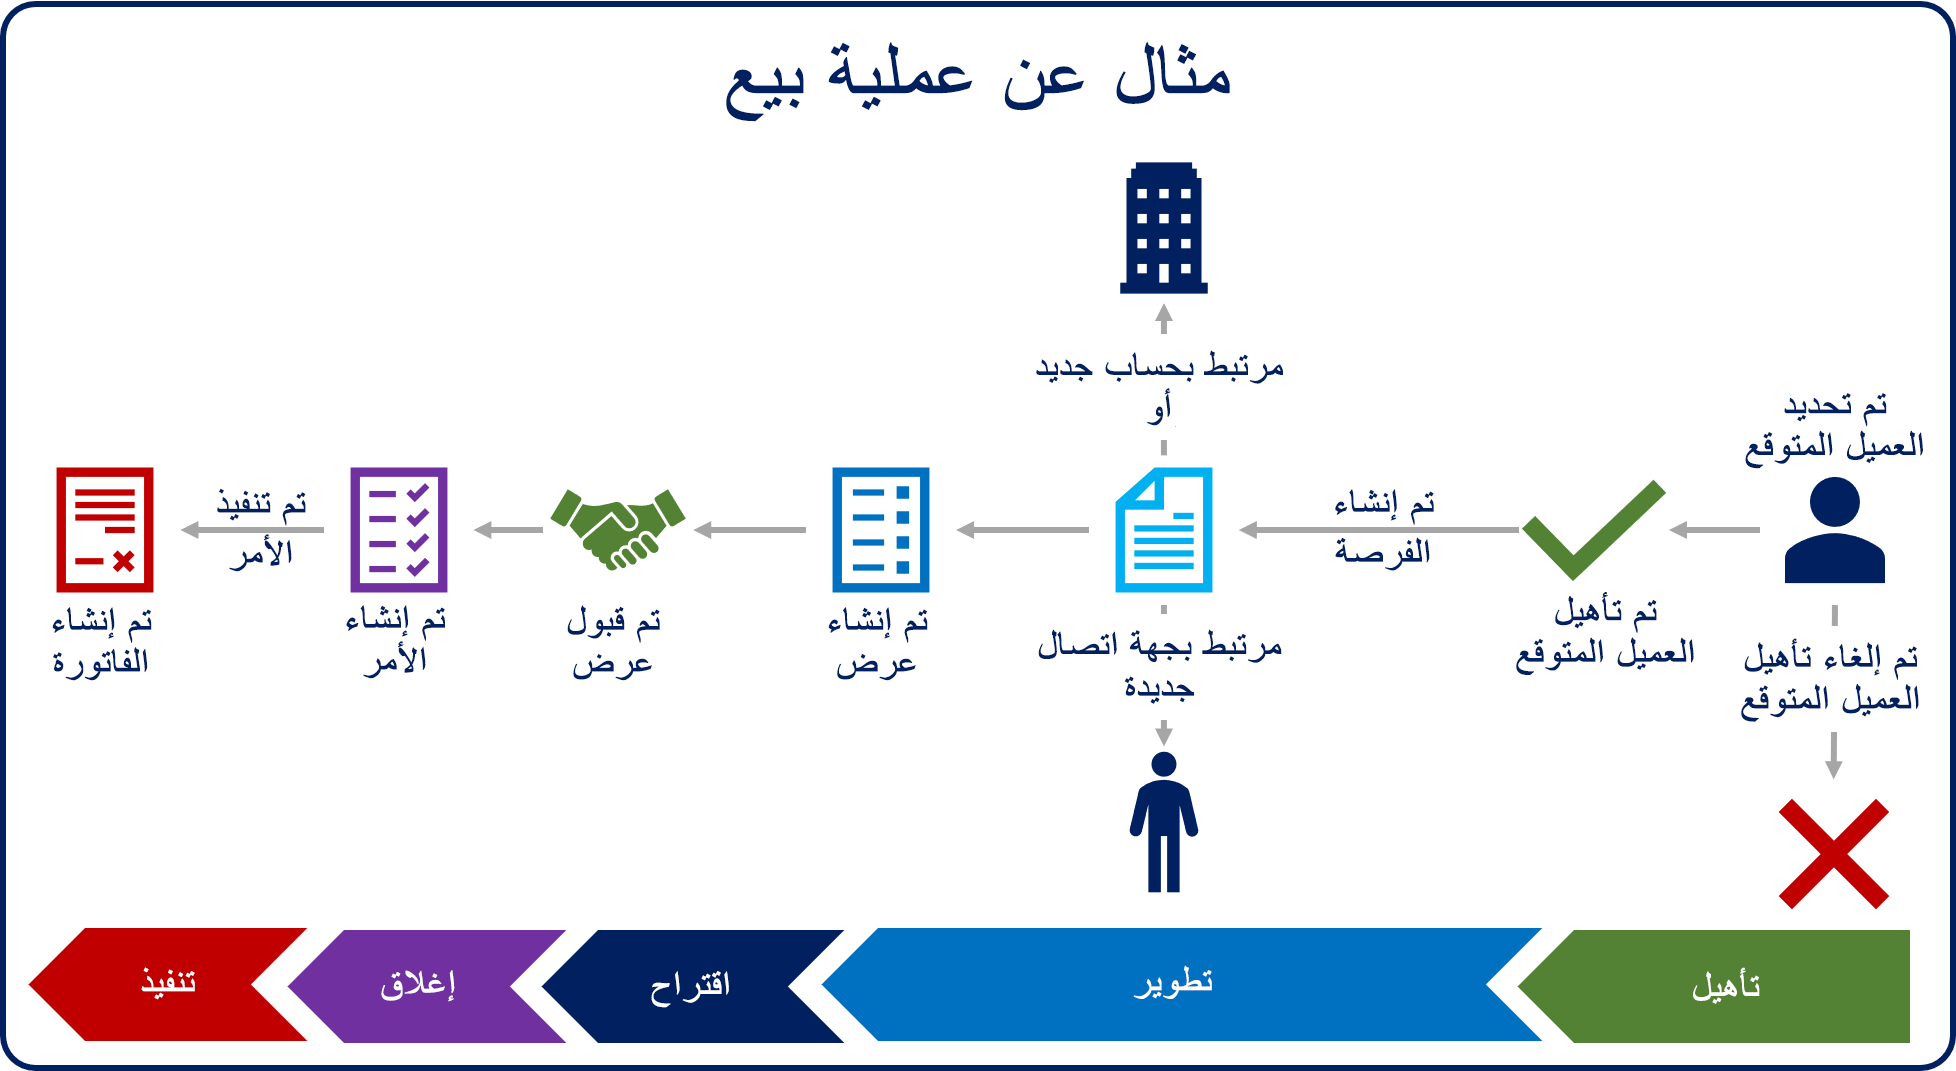 مثال عن عملية بيع
تم تحديد
العميل المتوقع
تم إلغاء تأهيل
العميل المتوقع
تم تأهيل
العميل المتوقع
تم إنشاء
الفرصة
مرتبط بحساب جديد
أو
مرتبط بجهة اتصال
جديدة
تم إنشاء
عرض
تم قبول
عرض
تم إنشاء
الأمر
تم تنفيذ
الأمر
تم إنشاء
الفاتورة
تأهيل
تطوير
اقتراح
إغلاق
تنفيذ